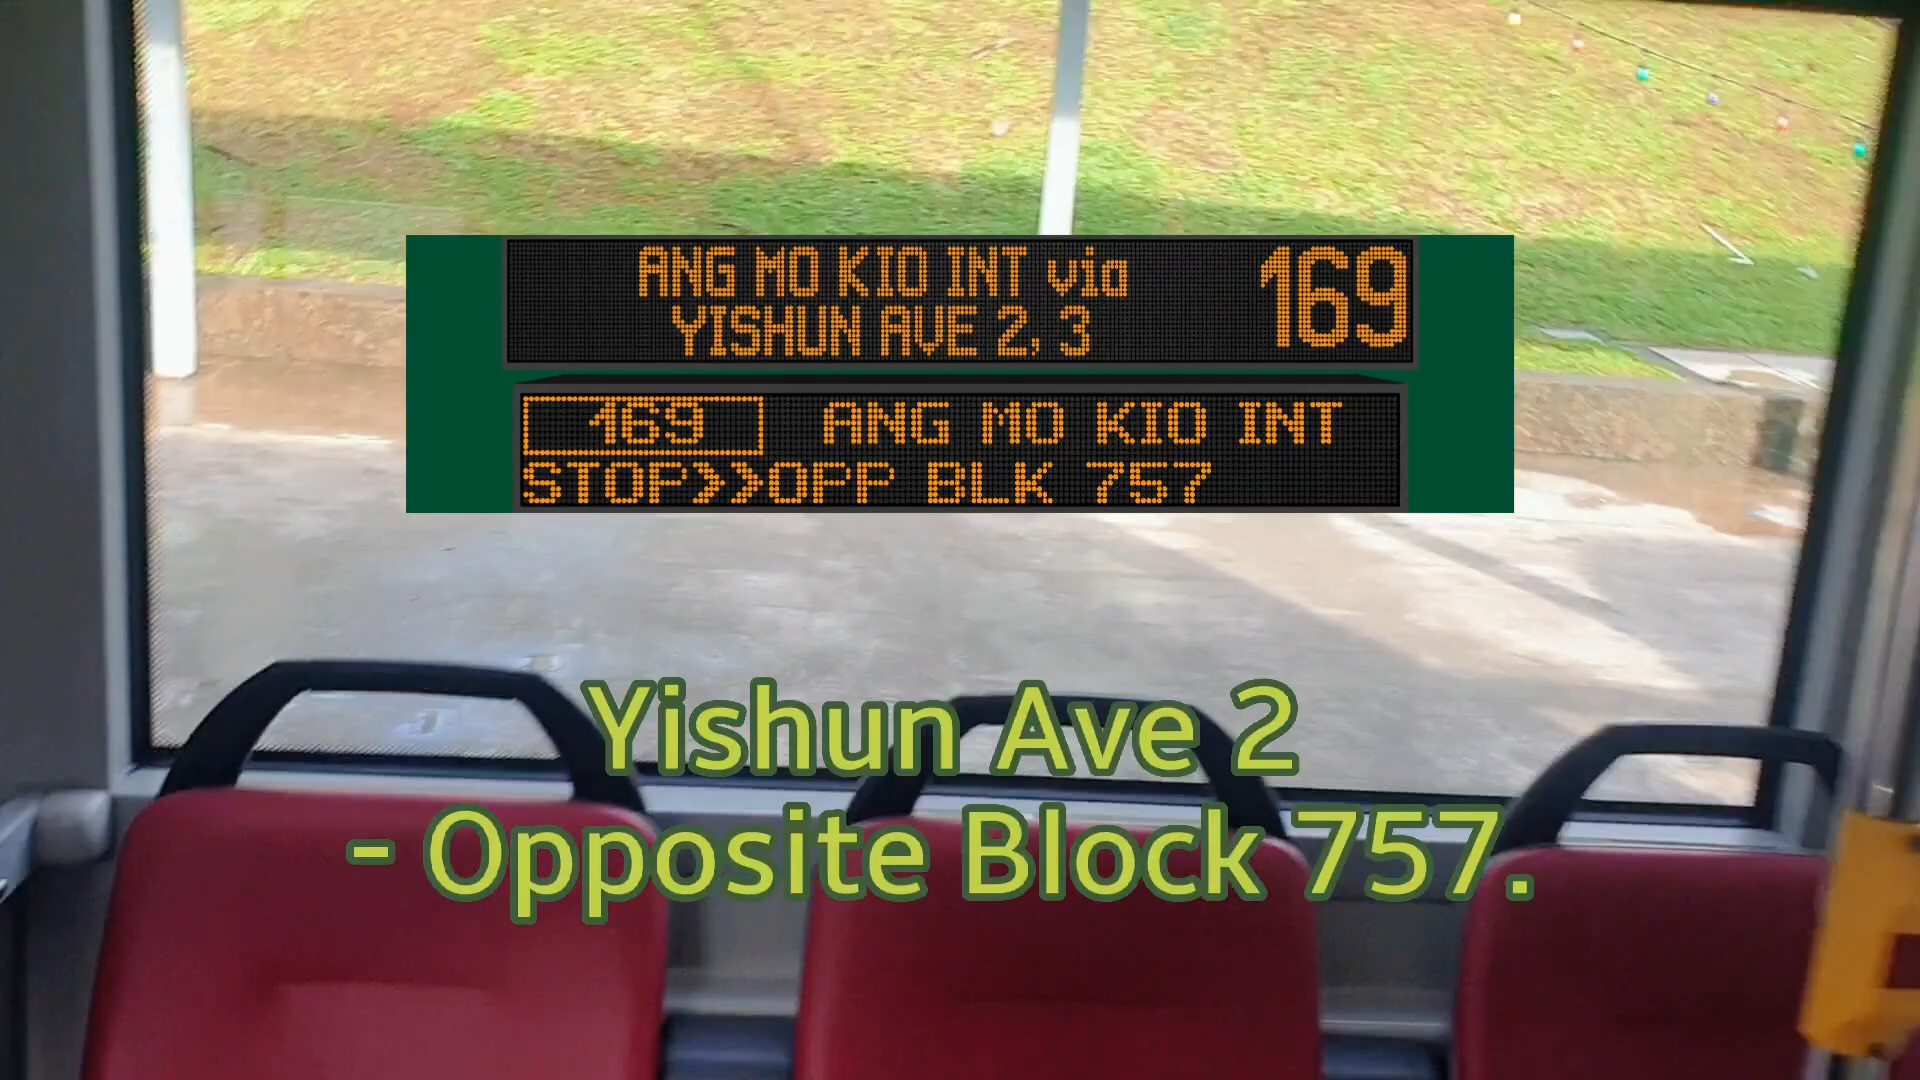 ANG MO KIO INT via
YISHUN AVE 2, 3
169
169 ANG MO KIO INT
STOP>>OPP BLK 757
Yishun Ave 2
- Opposite Block 757.